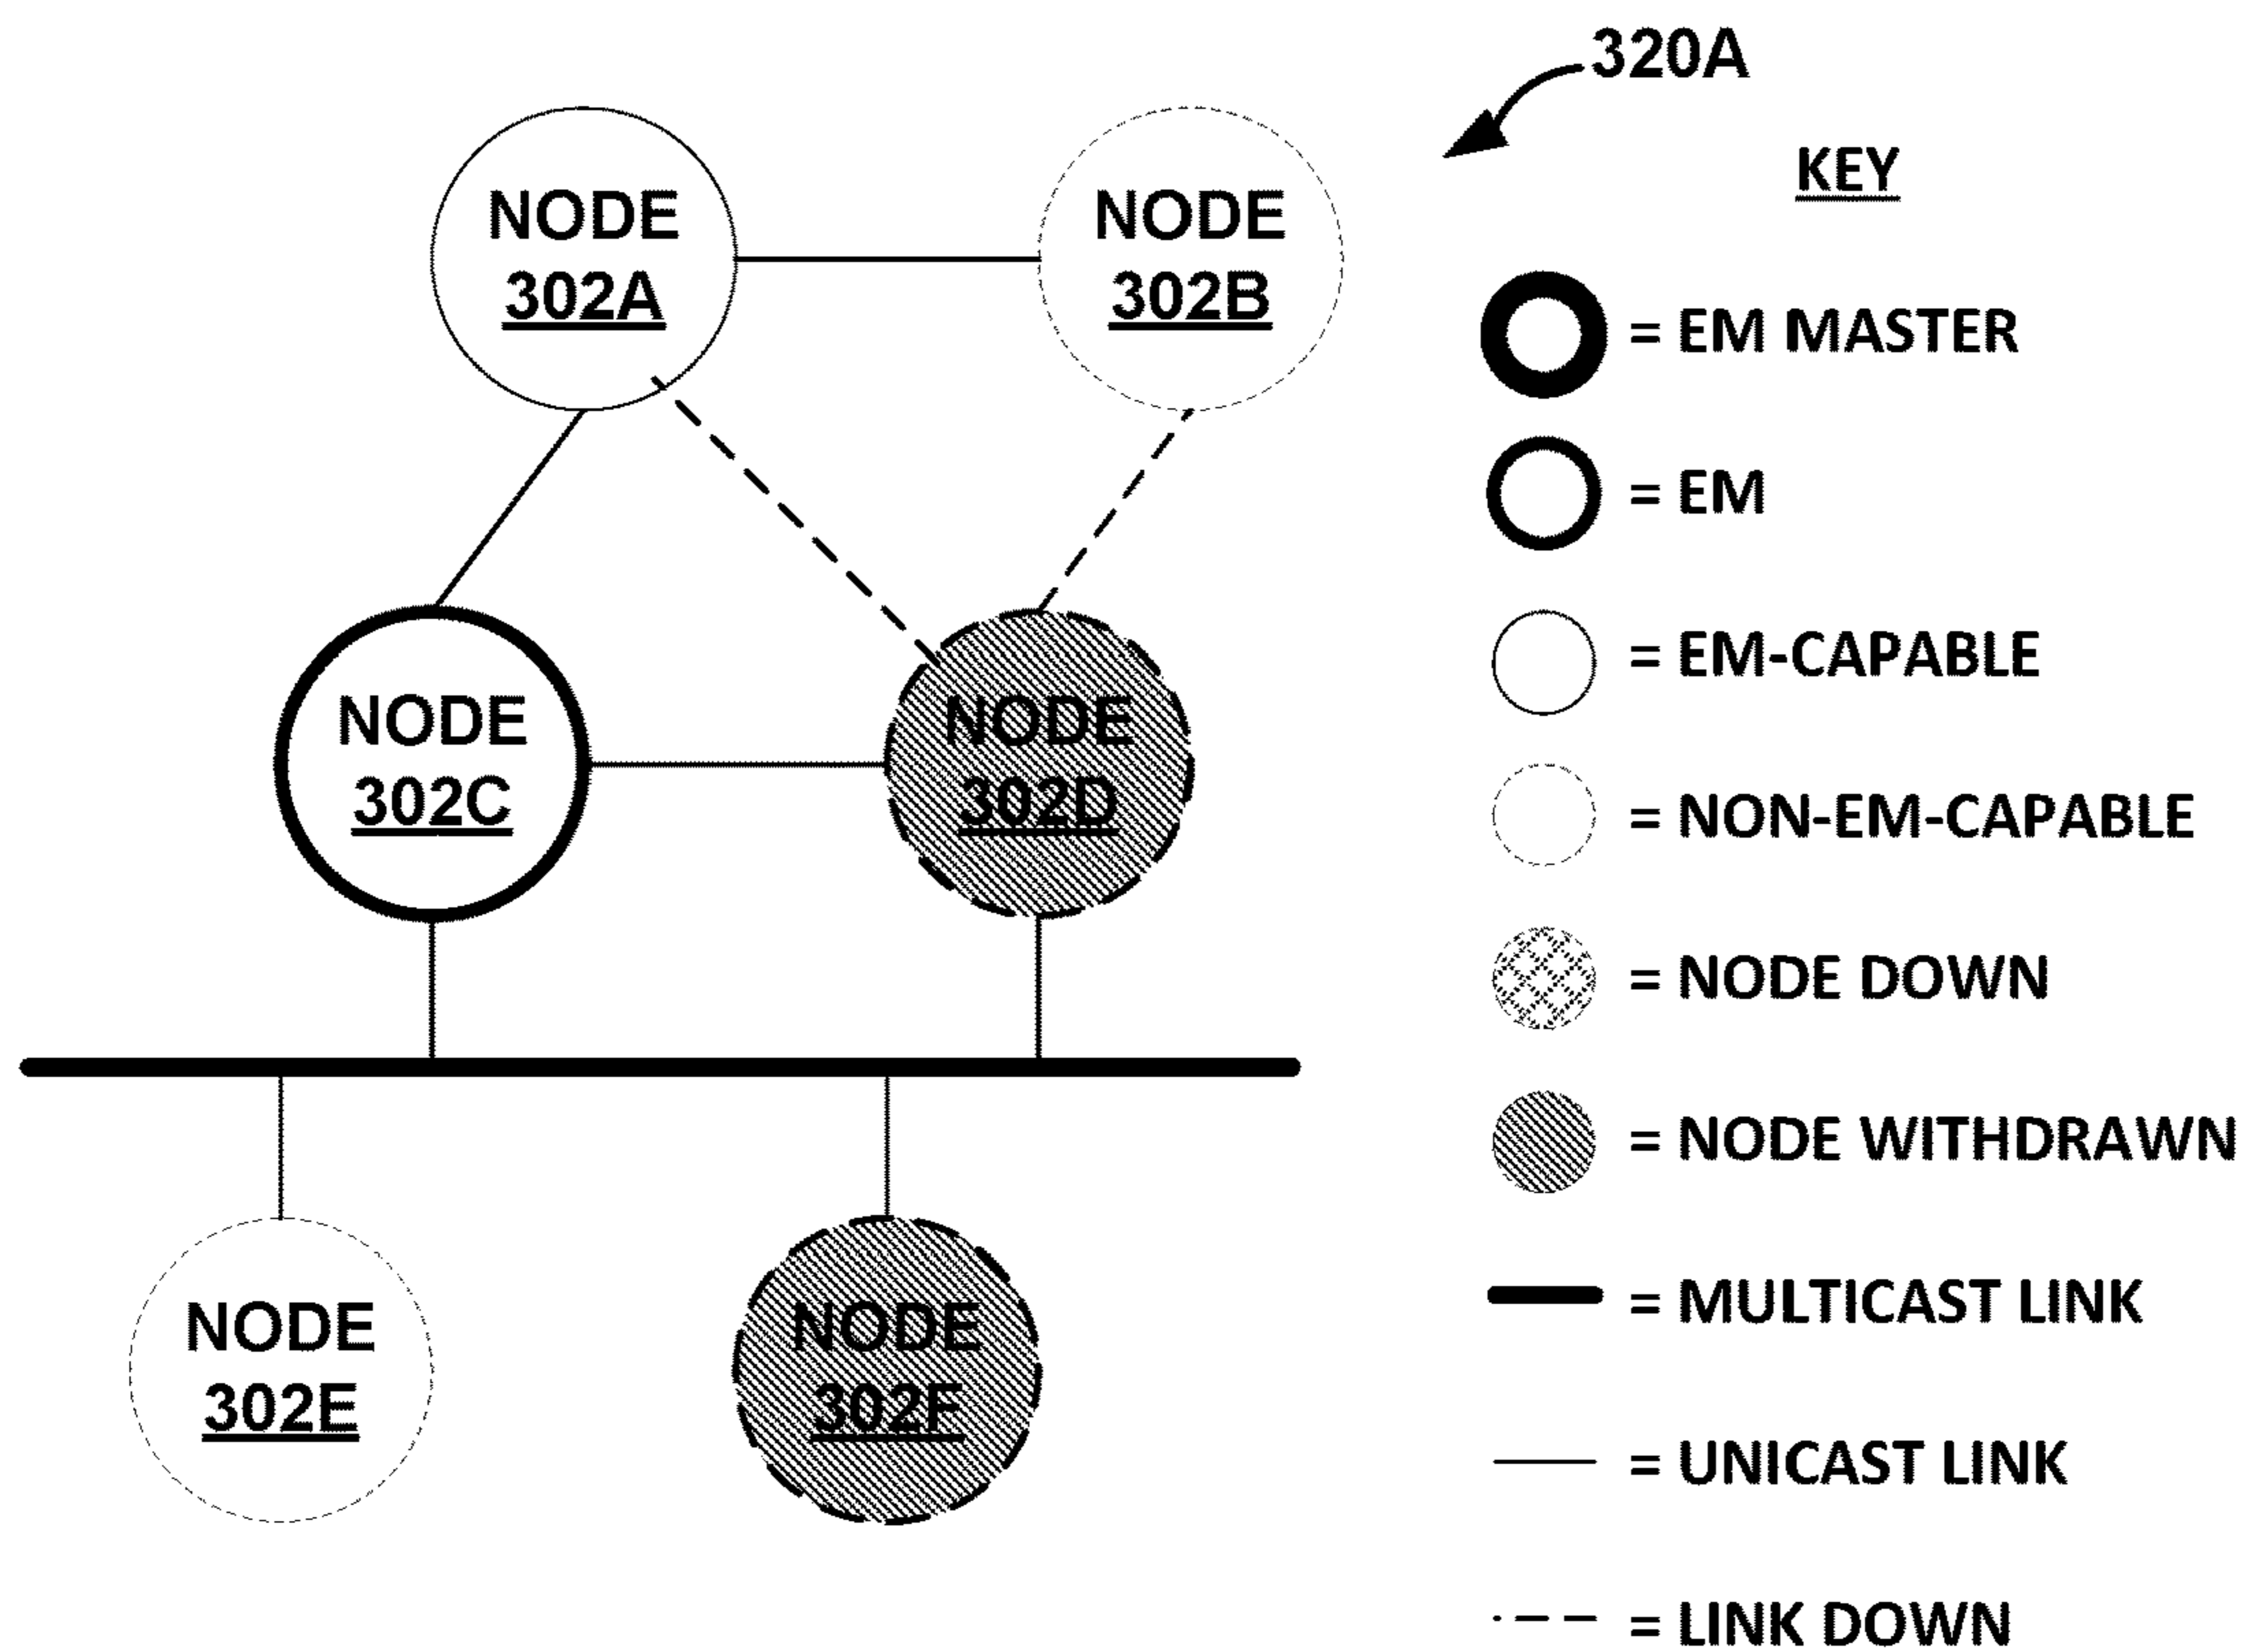 320A
NODE
302A
NODE
302B
NODE
302C
NODE
302D
NODE
302E
NODE
302F
KEY
= EM MASTER
= EM
= EM-CAPABLE
= NON-EM-CAPABLE
= NODE DOWN
= NODE WITHDRAWN
= MULTICAST LINK
= UNICAST LINK
= LINK DOWN